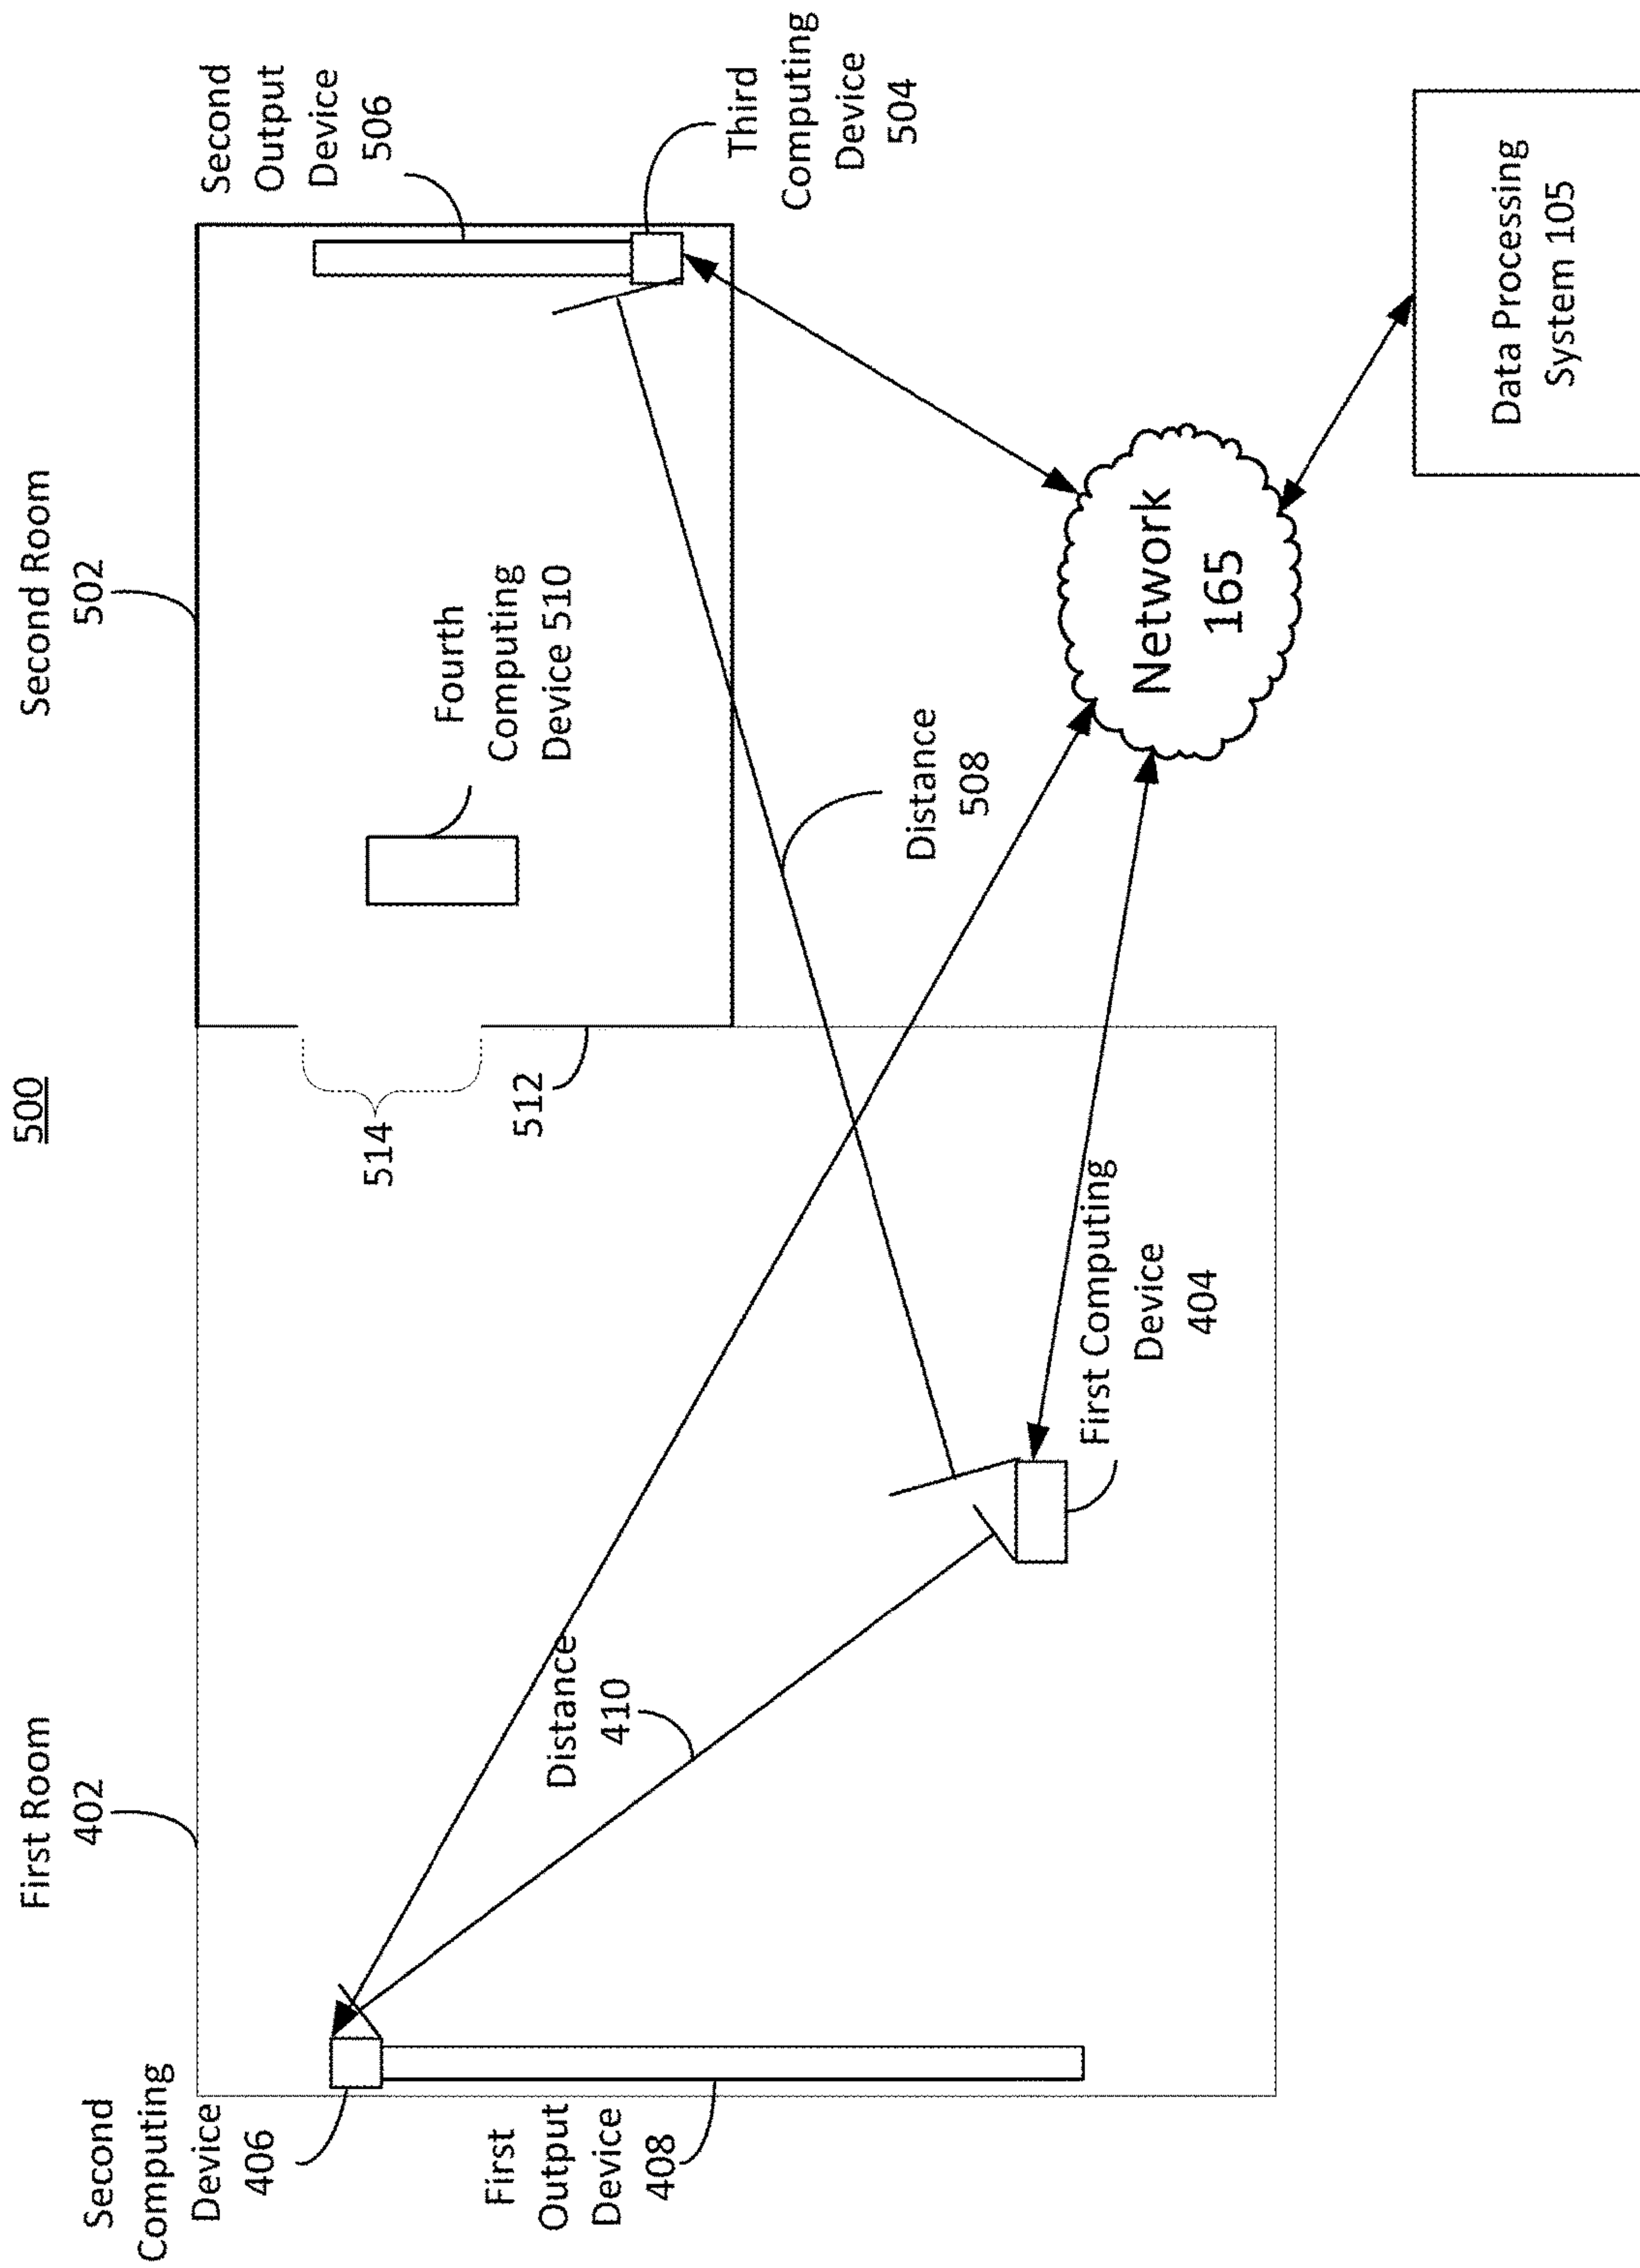 500
First Room
402
Second Room
502
Second
Computing
Device
406
First
Output
Device
408
Distance
410
514
512
Fourth
Computing
Device 510
Second
Output
Device
506
Third
Computing
Device
504
Distance
508
First Computing
Device
404
Network
165
Data Processing
System 105